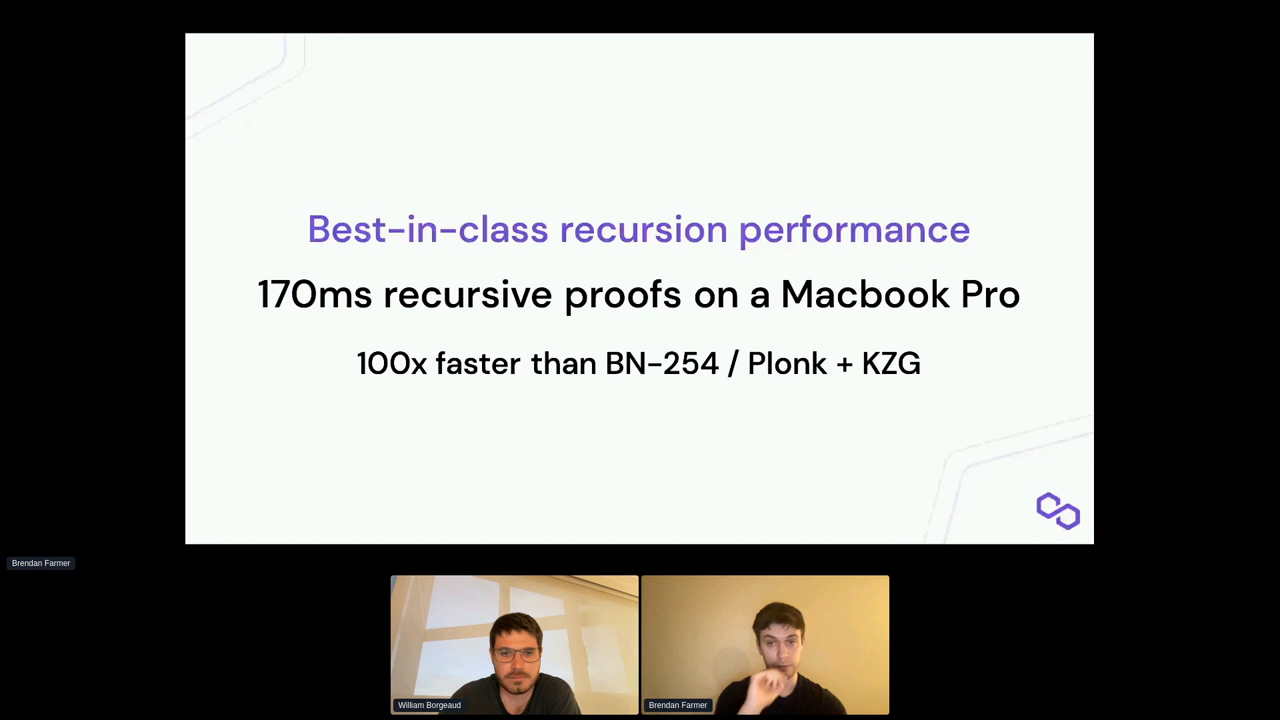 Best-in-class recursion performance
170ms recursive proofs on a Macbook Pro
100x faster than BN-254 / Plonk + KZG
Brendan Farmer
William Borgeaud
Brendan Farmer